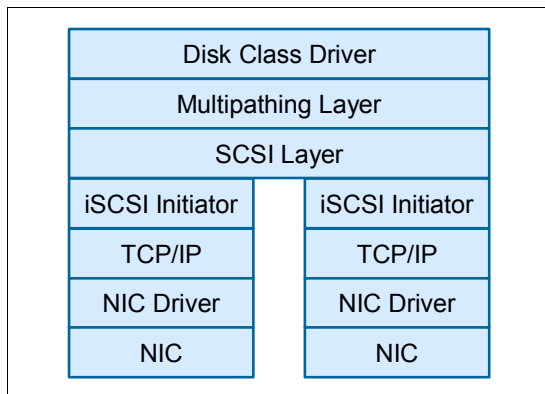 Disk Class Driver
Multipathing Layer
SCSI Layer
iSCSI Initiator
iSCSI Initiator
TCP/IP
TCP/IP
NIC Driver
NIC Driver
NIC
NIC